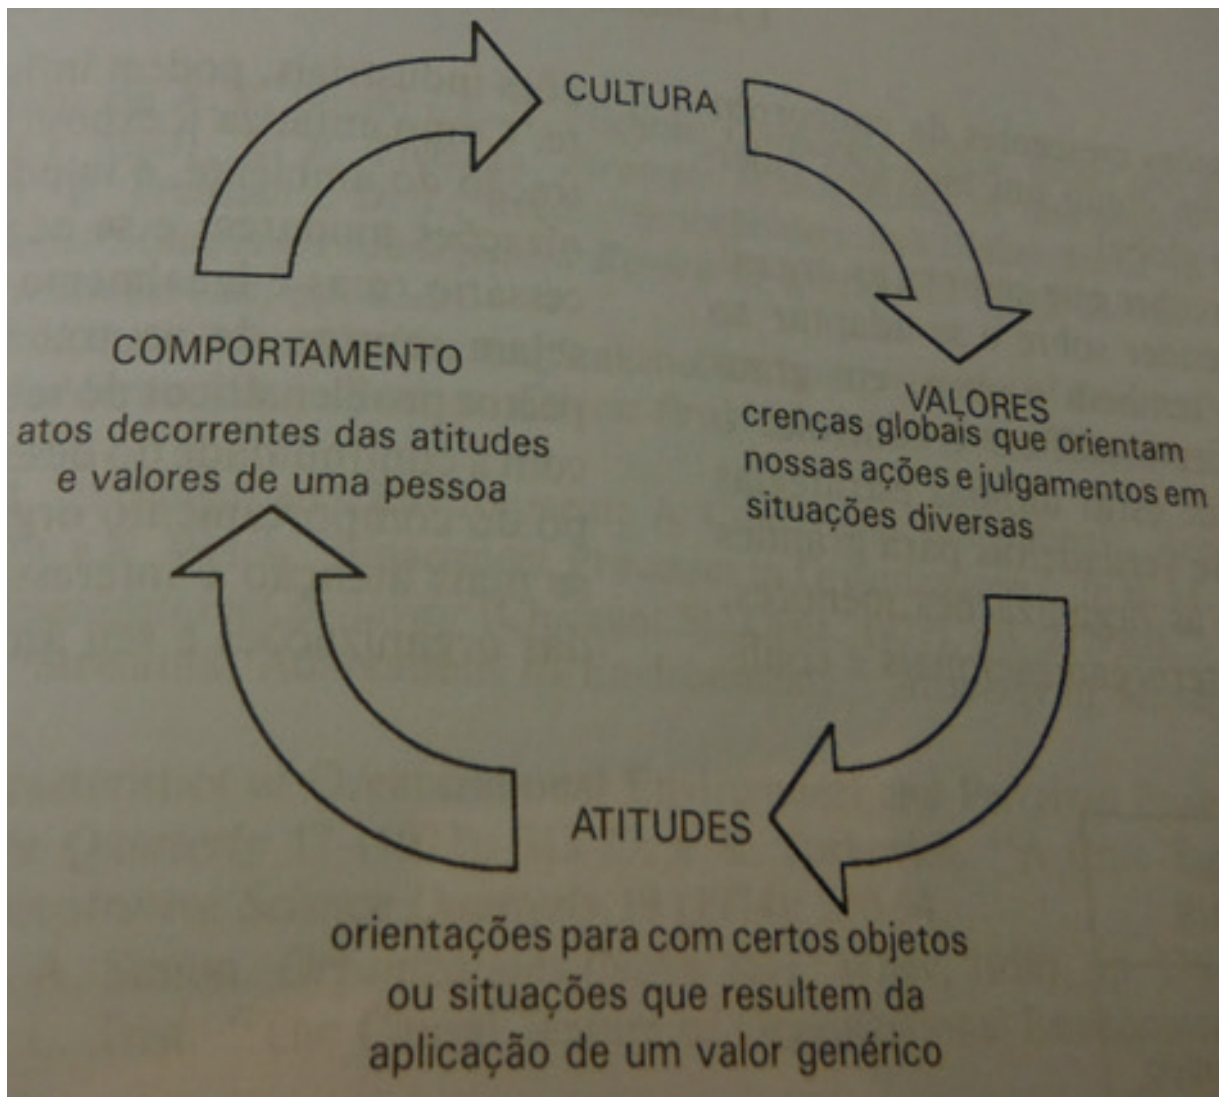 CULTURA
VALORES
crenças globais que orientam
nossas ações e julgamentos em
situações diversas
ATITUDES
orientações para com certos objetos
ou situações que resultem da
aplicação de um valor genérico
COMPORTAMENTO
atos decorrentes das atitudes
e valores de uma pessoa